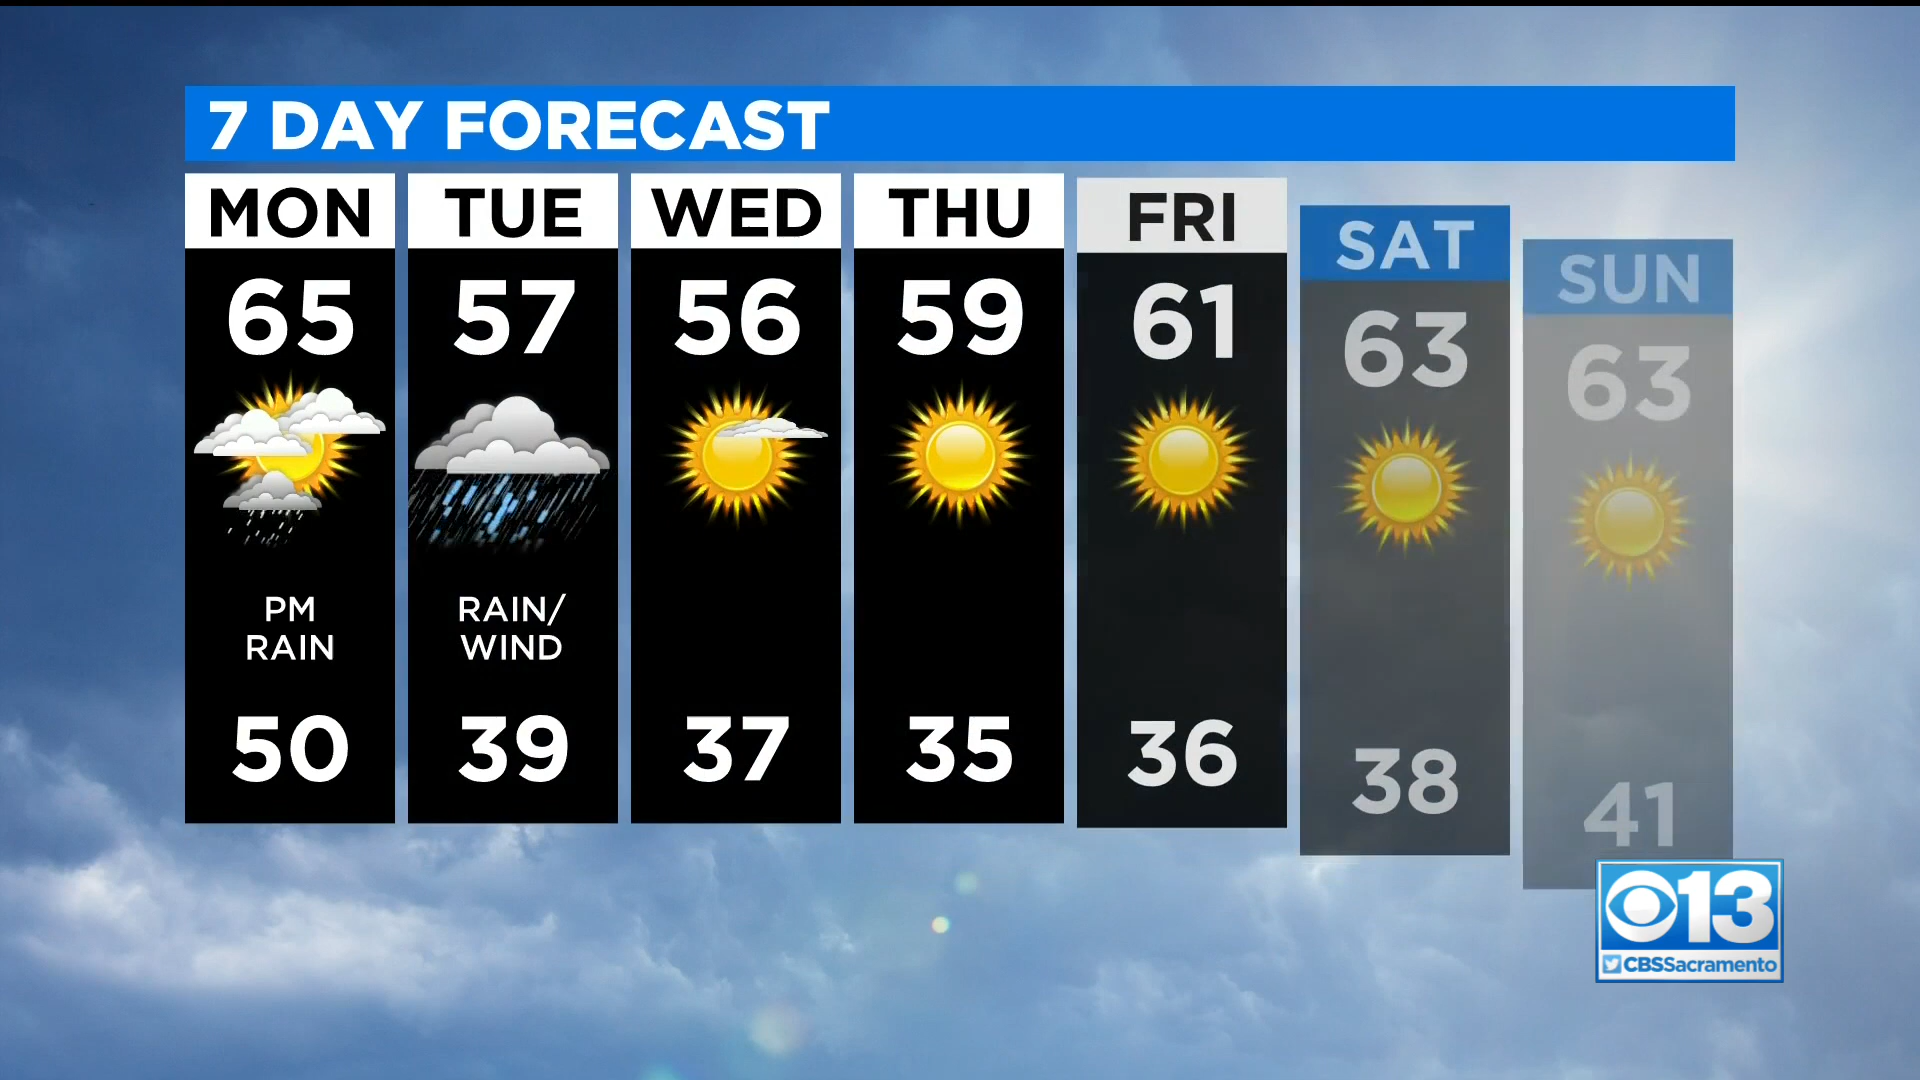 7 DAY FORECAST
MON TUE WED THU FRI SAT SUN
65 57 56 59 61 63 63
PM RAIN/
RAIN WIND
50 39 37 35 36 38 41
13
CBSSacramento